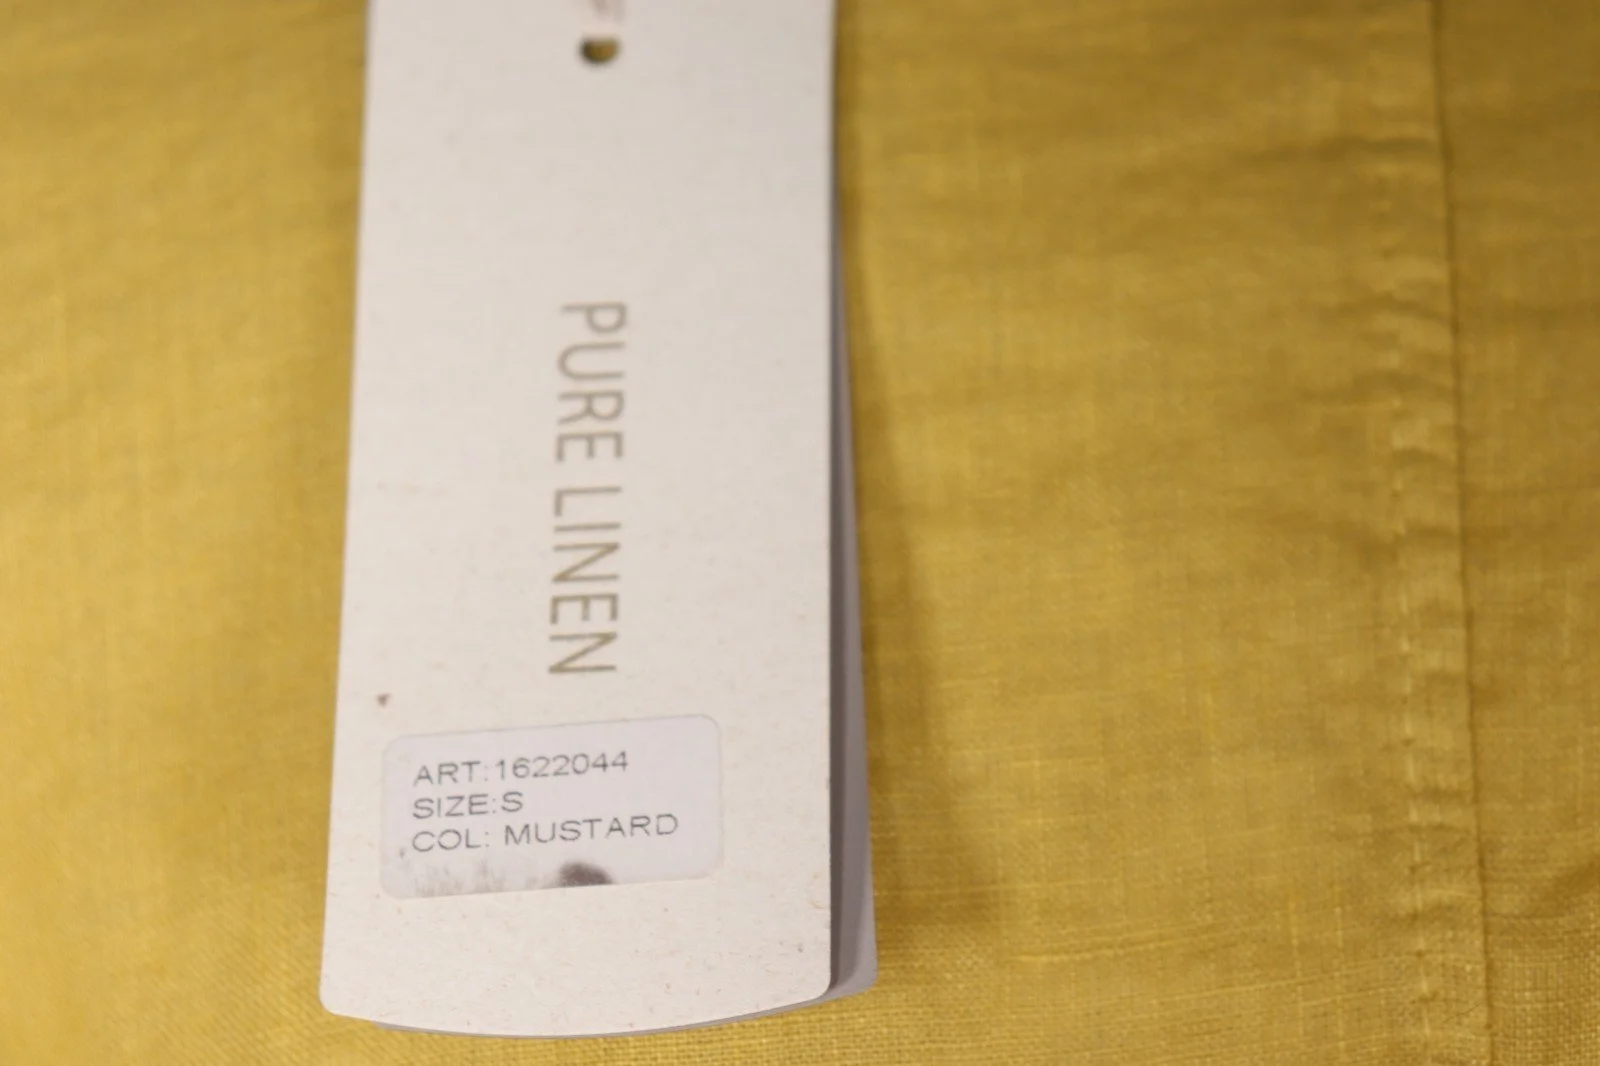 PURE LINEN
ART:1622044
SIZE:S
COL: MUSTARD